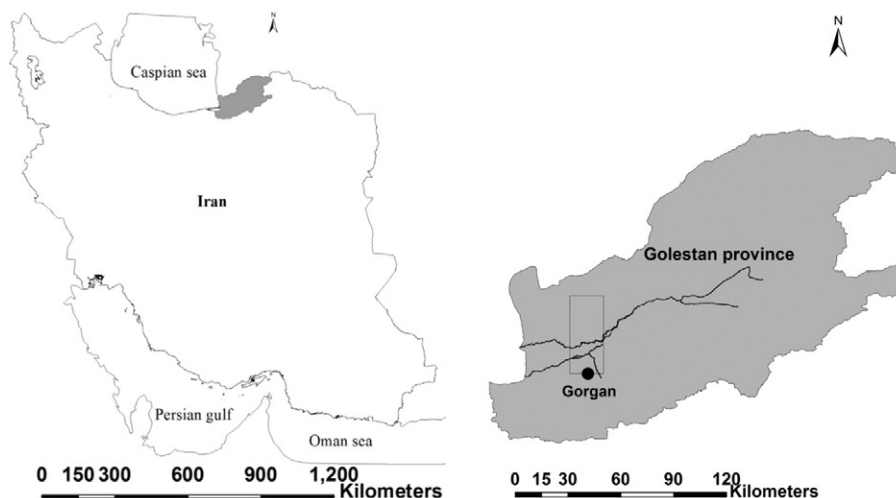 N
Caspian sea
Iran
Persian gulf
Oman sea
0 150 300 600 900 1,200
Kilometers
N
Golestan province
Gorgan
0 15 30 60 90 120
Kilometers